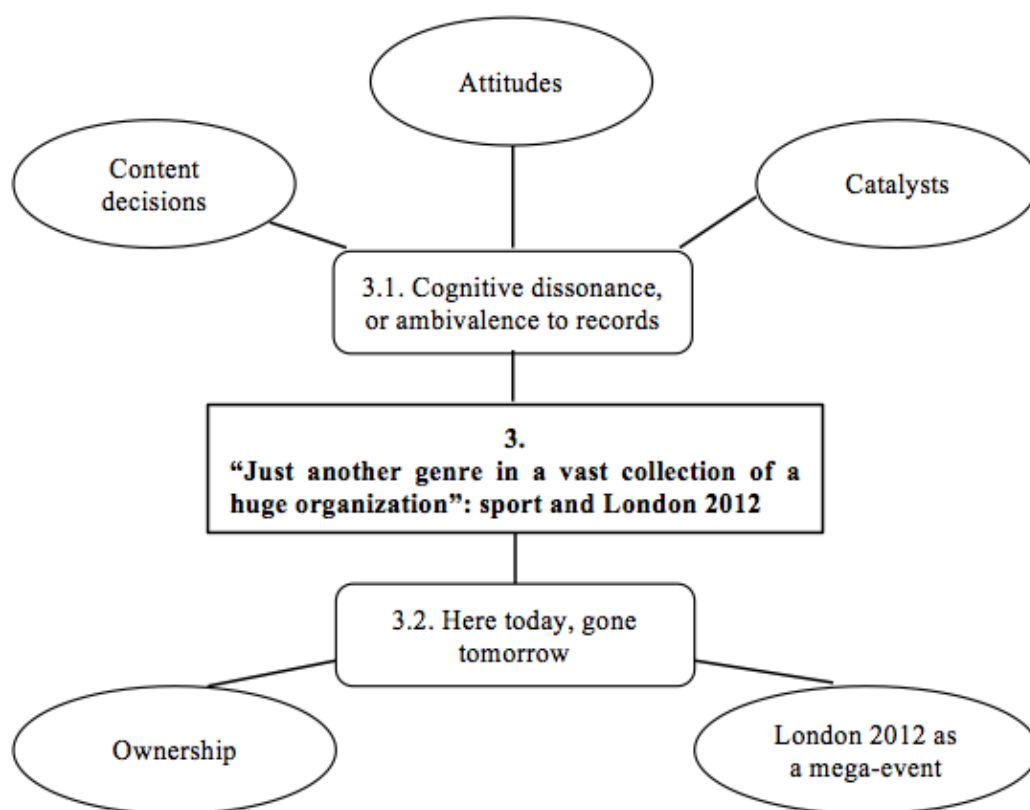 Attitudes
Content
decisions
Catalysts
3.1. Cognitive dissonance,
or ambivalence to records
3.
“Just another genre in a vast collection of a
huge organization”: sport and London 2012
3.2. Here today, gone
tomorrow
Ownership
London 2012 as
a mega-event